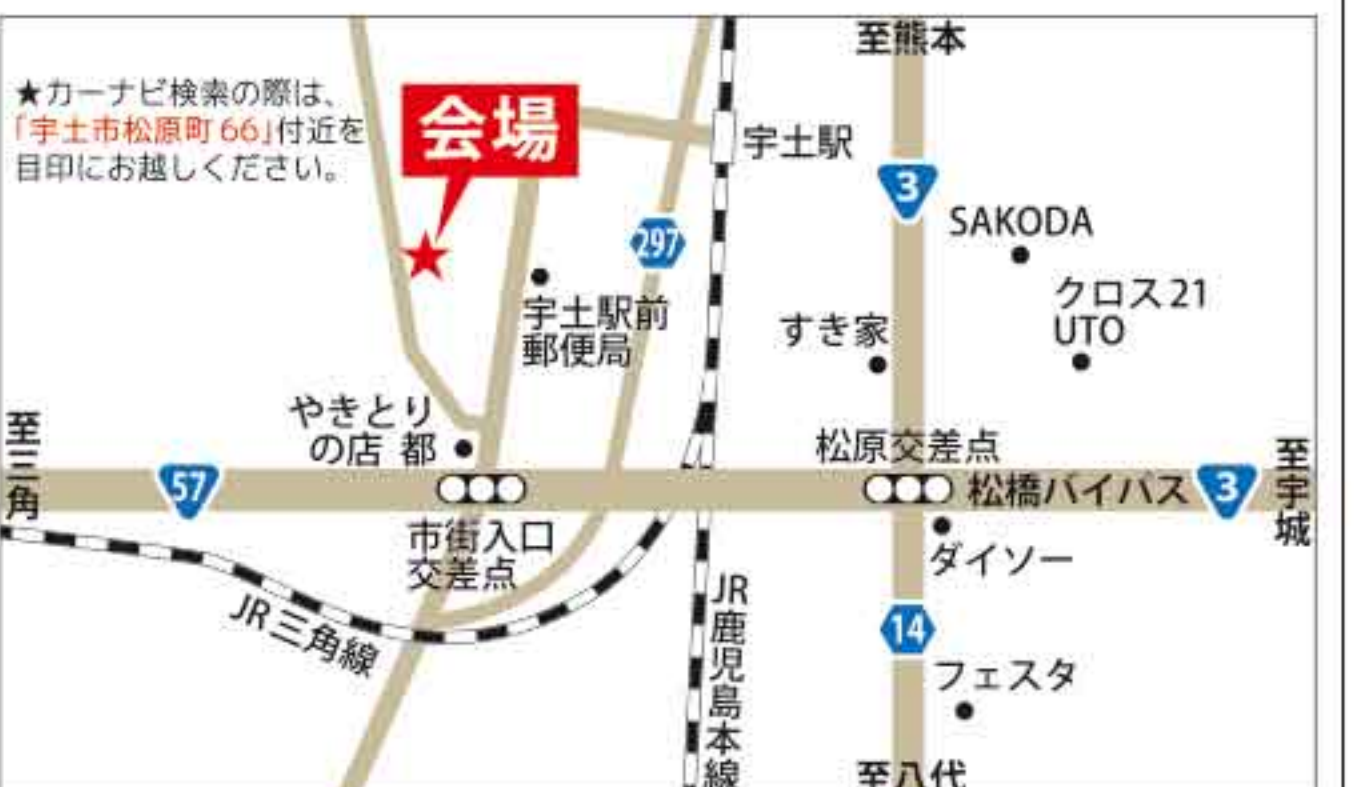 至熊本
★カーナビ検索の際は、
「宇土市松原町66」付近を
目印にお越しください。
会場
宇土駅
3
SAKODA
297
クロス21
UTO
宇土駅前
郵便局
すき家
やきとり
の店 都
松原交差点
至三角
57
松橋バイパス
3
至宇城
市街入口
交差点
ダイソー
JR三角線
JR鹿児島本線
14
フェスタ
至八代